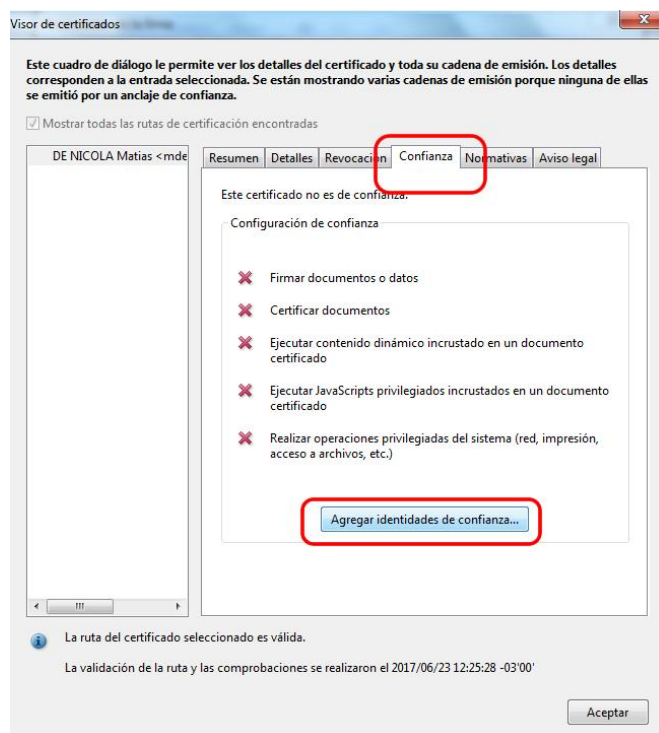 Visor de certificados
Este cuadro de diálogo le permite ver los detalles del certificado y toda su cadena de emisión. Los detalles
corresponden a la entrada seleccionada. Se están mostrando varias cadenas de emisión porque ninguna de ellas
se emitió por un anclaje de confianza.
Mostrar todas las rutas de certificación encontradas
DE NICOLA Matias <mde
Resumen Detalles Revocación Confianza Normativas Aviso legal
Este certificado no es de confianza.
Configuración de confianza
Firmar documentos o datos
Certificar documentos
Ejecutar contenido dinámico incrustado en un documento
certificado
Ejecutar JavaScripts privilegiados incrustados en un documento
certificado
Realizar operaciones privilegiadas del sistema (red, impresión,
acceso a archivos, etc.)
Agregar identidades de confianza...
La ruta del certificado seleccionado es válida.
La validación de la ruta y las comprobaciones se realizaron el 2017/06/23 12:25:28 -03'00'
Aceptar